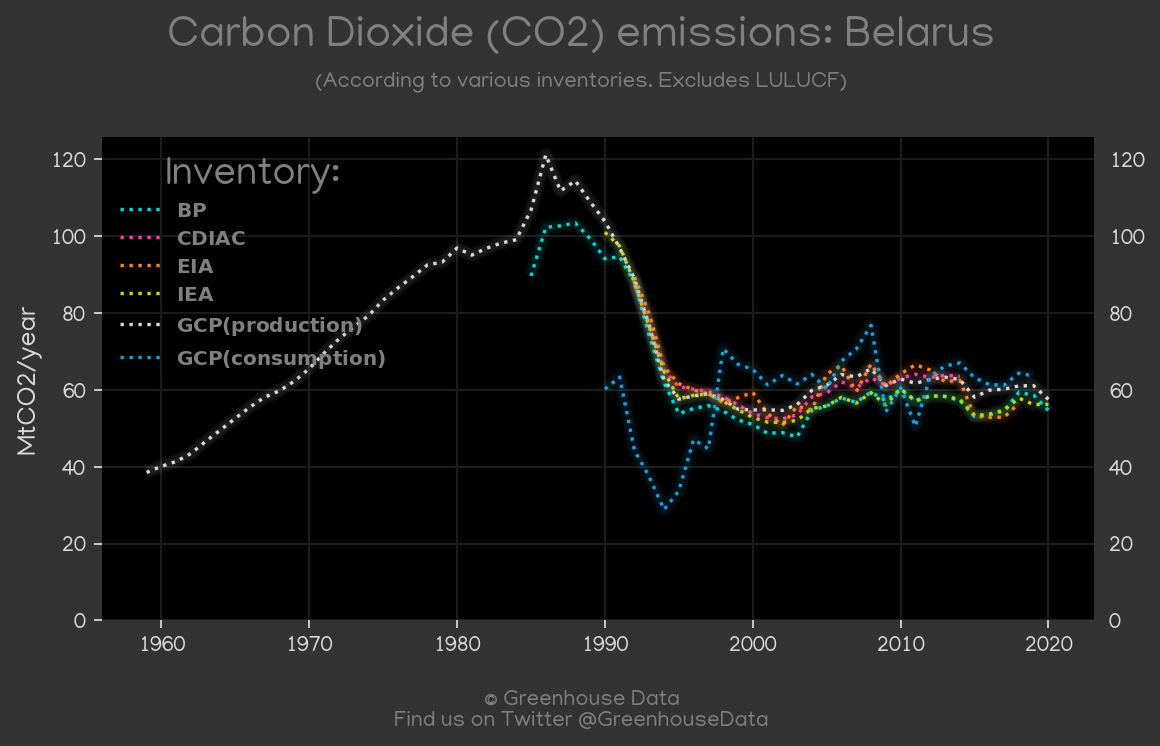 Carbon Dioxide (CO2) emissions: Belarus
(According to various inventories. Excludes LULUCF)
Inventory:
BP
CDIAC
EIA
IEA
GCP(production)
GCP(consumption)
MtCO2/year
120
100
80
60
40
20
0
120
100
80
60
40
20
0
1960 1970 1980 1990 2000 2010 2020
© Greenhouse Data
Find us on Twitter @GreenhouseData